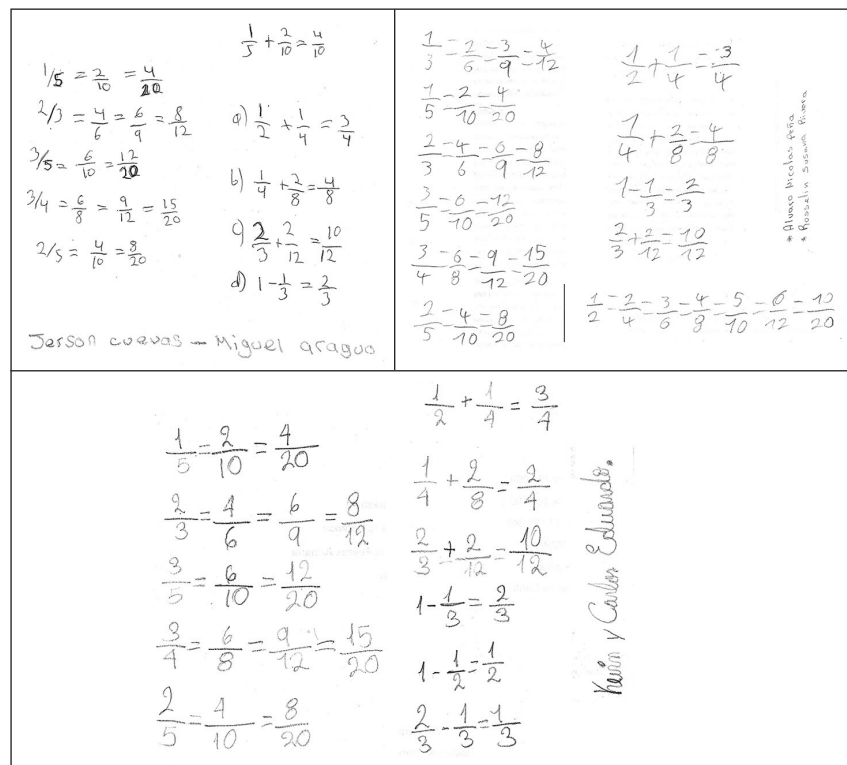 1/5 + 2/10 = 4/10
1/5 = 2/10 = 4/20
2/3 = 4/6 = 6/9 = 8/12
3/5 = 6/10 = 12/20
3/4 = 6/8 = 9/12 = 15/20
2/5 = 4/10 = 8/20
a) 1/2 + 1/4 = 3/4
b) 1/4 + 2/8 = 4/8
c) 2/3 + 2/12 = 10/12
d) 1 - 1/3 = 2/3
Jerson cuevas - Miguel araguo
1/3 = 2/6 = 3/9 = 4/12
1/5 = 2/10 = 4/20
2/3 = 4/6 = 6/9 = 8/12
3/5 = 6/10 = 12/20
3/4 = 6/8 = 9/12 = 15/20
2/5 = 4/10 = 8/20
1/2 + 1/4 = 3/4
1/4 + 2/8 = 4/8
1 - 1/3 = 2/3
2/3 + 2/12 = 10/12
1/2 = 2/4 = 3/6 = 4/8 = 5/10 = 6/12 = 10/20
* Alvaro Nicolas Peña
* Rosselin Susana Rivera
1/5 = 2/10 = 4/20
2/3 = 4/6 = 6/9 = 8/12
3/5 = 6/10 = 12/20
3/4 = 6/8 = 9/12 = 15/20
2/5 = 4/10 = 8/20
1/2 + 1/4 = 3/4
1/4 + 2/8 = 2/4
2/3 + 2/12 = 10/12
1 - 1/3 = 2/3
1 - 1/2 = 1/2
2/3 - 1/3 = 1/3
Kevin y Carlos Eduardo.